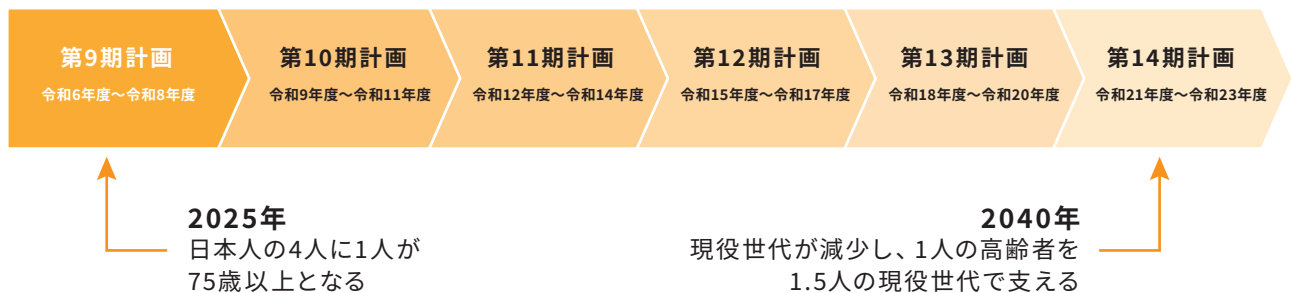 第9期計画
令和6年度～令和8年度
第10期計画
令和9年度～令和11年度
第11期計画
令和12年度～令和14年度
第12期計画
令和15年度～令和17年度
第13期計画
令和18年度～令和20年度
第14期計画
令和21年度～令和23年度
2025年
日本人の4人に1人が
75歳以上となる
2040年
現役世代が減少し、1人の高齢者を
1.5人の現役世代で支える